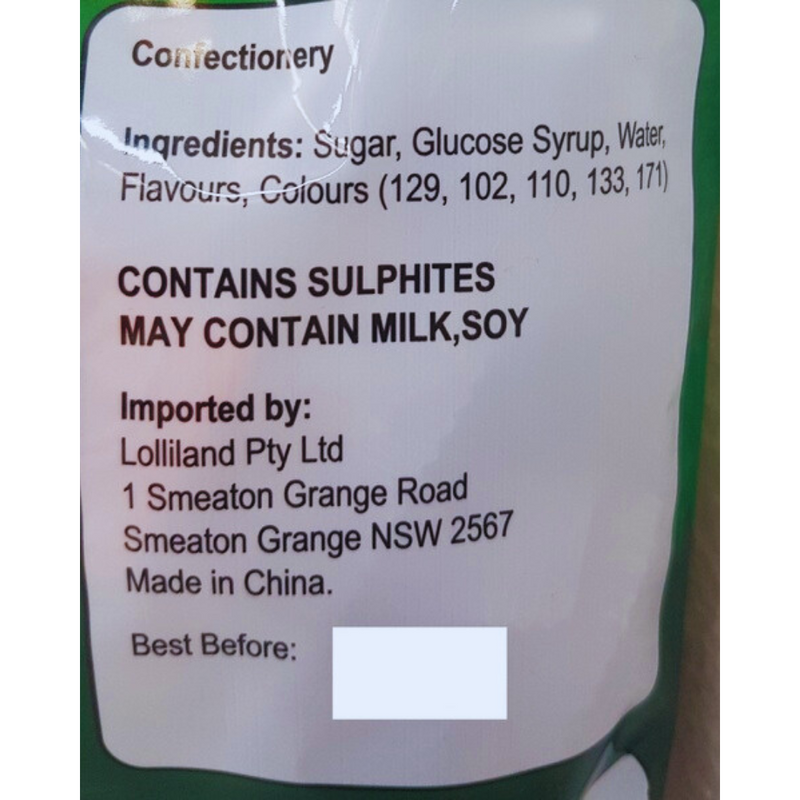 Confectionery
Ingredients: Sugar, Glucose Syrup, Water,
Flavours, Colours (129, 102, 110, 133, 171)
CONTAINS SULPHITES
MAY CONTAIN MILK,SOY
Imported by:
Lolliland Pty Ltd
1 Smeaton Grange Road
Smeaton Grange NSW 2567
Made in China.
Best Before: